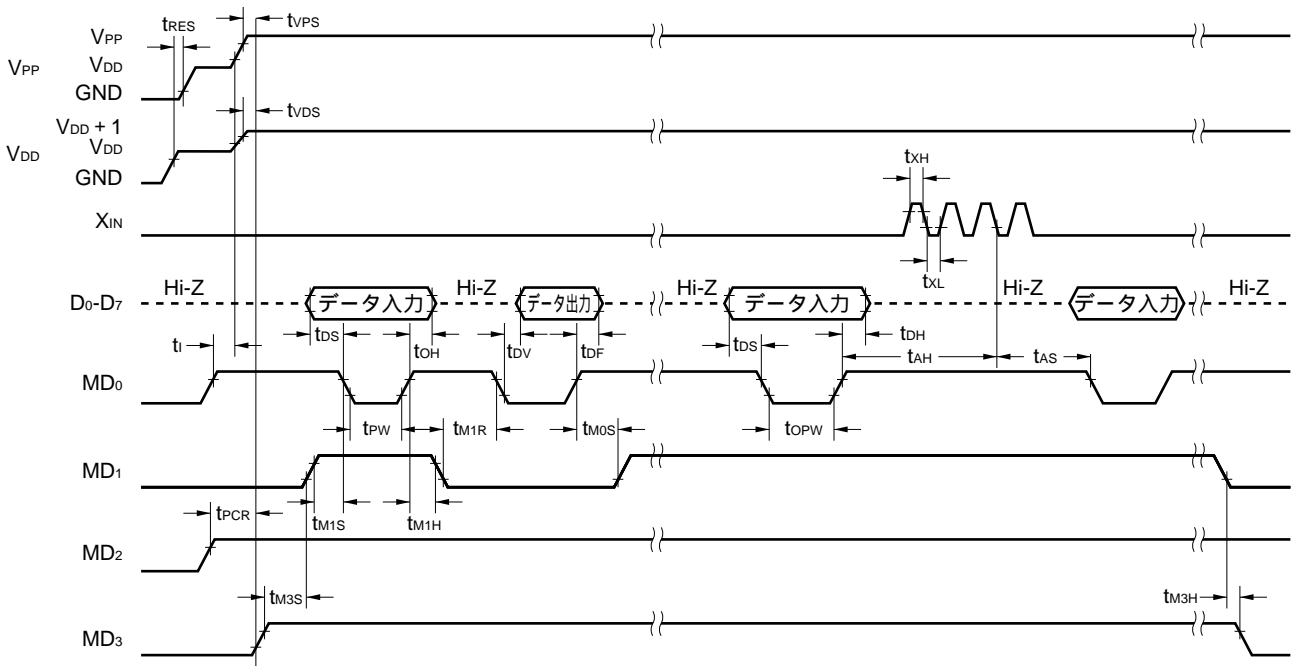 tRES
tVPS
VPP
VPP
VDD
GND
tVDS
VDD + 1
VDD
VDD
GND
tXH
XIN
tXL
D0-D7
Hi-Z
データ入力
Hi-Z
データ出力
Hi-Z
データ入力
Hi-Z
データ入力
Hi-Z
tI
tDS
tOH
tDV
tDF
tDS
tDH
tAH
tAS
MD0
tPW
tM1R
tM0S
tOPW
MD1
tPCR
tM1S
tM1H
MD2
tM3S
tM3H
MD3